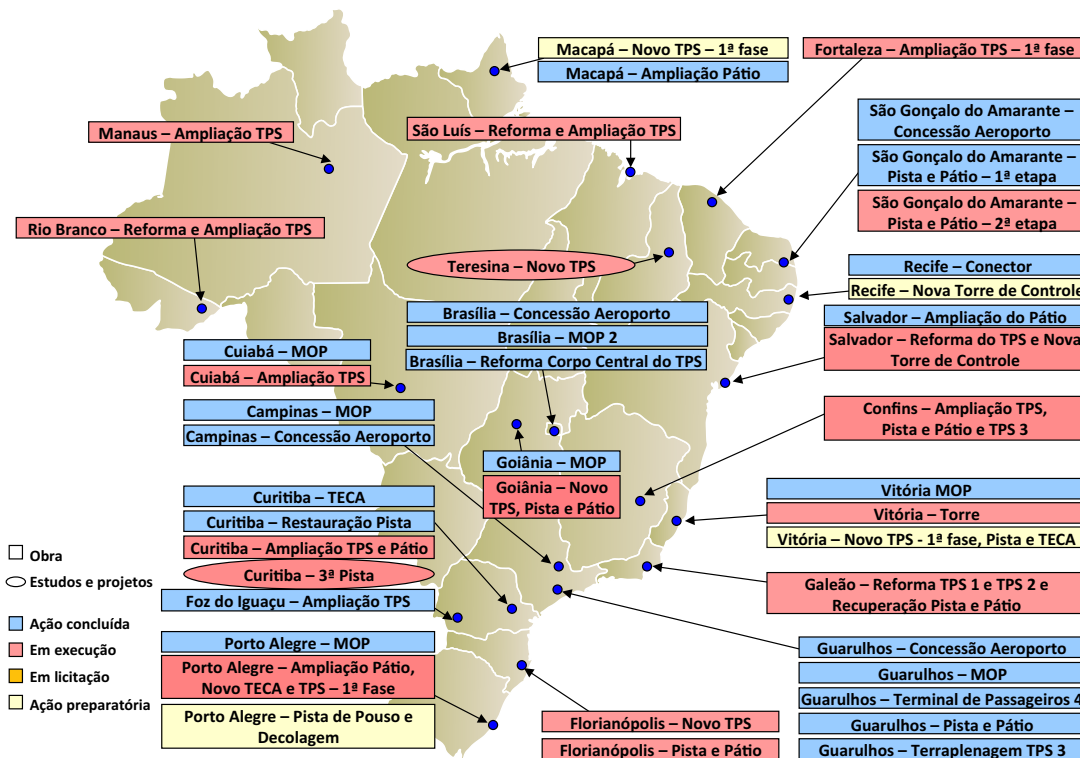 Macapá – Novo TPS – 1ª fase
Macapá – Ampliação Pátio
Fortaleza – Ampliação TPS – 1ª fase
Manaus – Ampliação TPS
São Luís – Reforma e Ampliação TPS
São Gonçalo do Amarante –
Concessão Aeroporto
São Gonçalo do Amarante –
Pista e Pátio – 1ª etapa
São Gonçalo do Amarante –
Pista e Pátio – 2ª etapa
Rio Branco – Reforma e Ampliação TPS
Teresina – Novo TPS
Recife – Conector
Recife – Nova Torre de Controle
Brasília – Concessão Aeroporto
Brasília – MOP 2
Brasília – Reforma Corpo Central do TPS
Salvador – Ampliação do Pátio
Salvador – Reforma do TPS e Nova
Torre de Controle
Cuiabá – MOP
Cuiabá – Ampliação TPS
Campinas – MOP
Campinas – Concessão Aeroporto
Confins – Ampliação TPS,
Pista e Pátio e TPS 3
Goiânia – MOP
Goiânia – Novo
TPS, Pista e Pátio
Curitiba – TECA
Curitiba – Restauração Pista
Curitiba – Ampliação TPS e Pátio
Curitiba – 3ª Pista
Vitória MOP
Vitória – Torre
Vitória – Novo TPS - 1ª fase, Pista e TECA
Foz do Iguaçu – Ampliação TPS
Galeão – Reforma TPS 1 e TPS 2 e
Recuperação Pista e Pátio
Porto Alegre – MOP
Porto Alegre – Ampliação Pátio,
Novo TECA e TPS – 1ª Fase
Porto Alegre – Pista de Pouso e
Decolagem
Florianópolis – Novo TPS
Florianópolis – Pista e Pátio
Guarulhos – Concessão Aeroporto
Guarulhos – MOP
Guarulhos – Terminal de Passageiros 4
Guarulhos – Pista e Pátio
Guarulhos – Terraplenagem TPS 3
Obra
Estudos e projetos
Ação concluída
Em execução
Em licitação
Ação preparatória